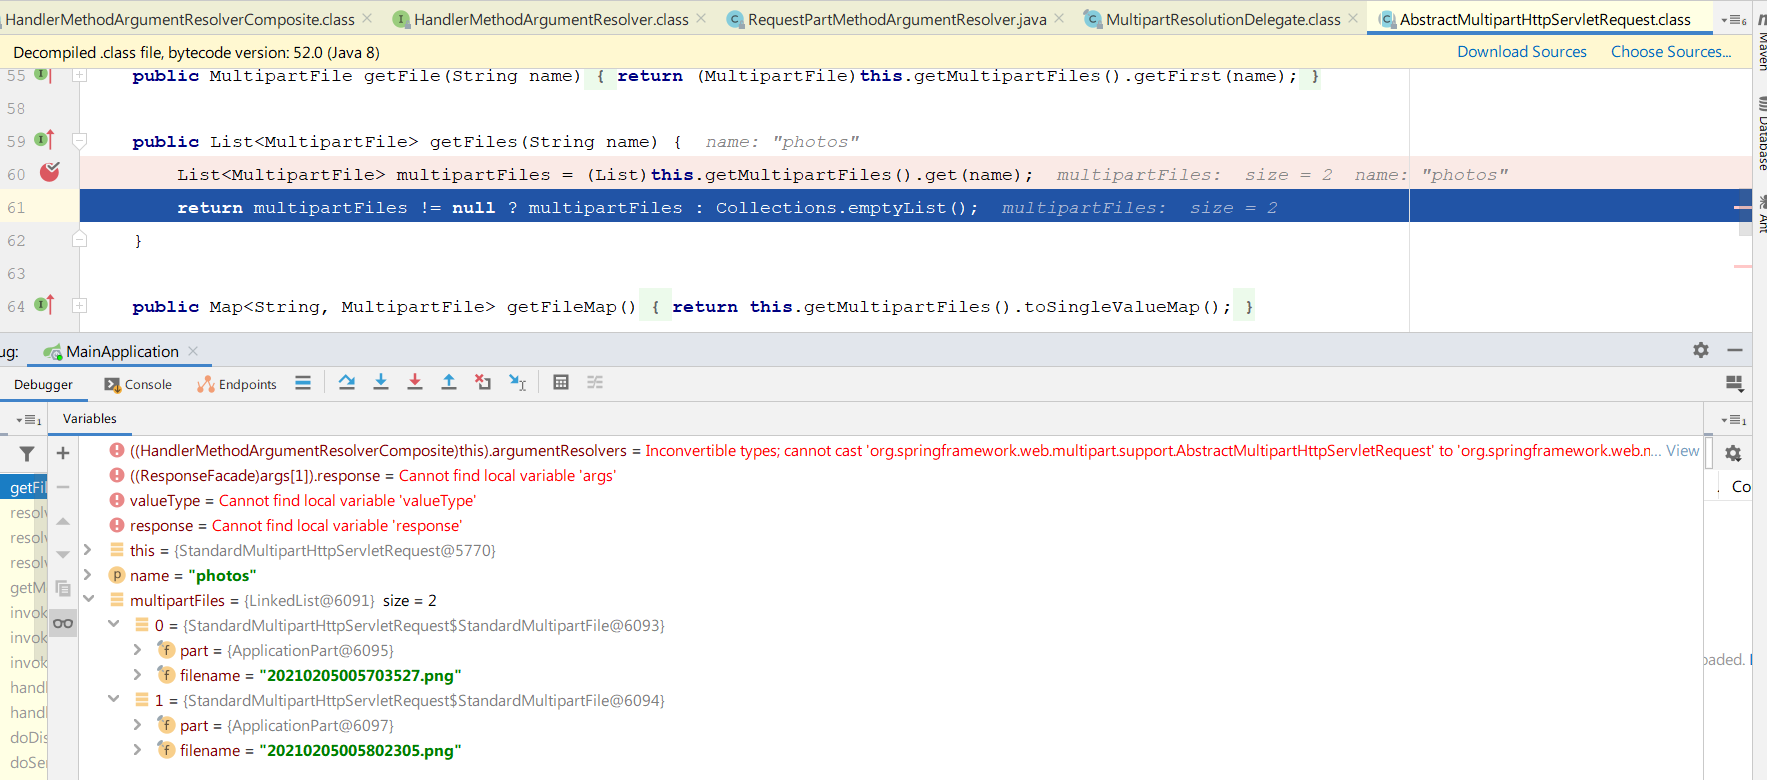 HandlerMethodArgumentResolverComposite.class HandlerMethodArgumentResolver.class RequestPartMethodArgumentResolver.java MultipartResolutionDelegate.class AbstractMultipartHttpServletRequest.class
Decompiled .class file, bytecode version: 52.0 (Java 8) Download Sources Choose Sources...
55 public MultipartFile getFile(String name) { return (MultipartFile)this.getMultipartFiles().getFirst(name); }
58
59 public List<MultipartFile> getFiles(String name) { name: "photos"
60 List<MultipartFile> multipartFiles = (List)this.getMultipartFiles().get(name); multipartFiles: size = 2 name: "photos"
61 return multipartFiles != null ? multipartFiles : Collections.emptyList(); multipartFiles: size = 2
62 }
63
64 public Map<String, MultipartFile> getFileMap() { return this.getMultipartFiles().toSingleValueMap(); }
Maven
Database
Ant
ug: MainApplication
Debugger Console Endpoints
Variables
((HandlerMethodArgumentResolverComposite)this).argumentResolvers = Inconvertible types; cannot cast 'org.springframework.web.multipart.support.AbstractMultipartHttpServletRequest' to 'org.springframework.web.n... View
((ResponseFacade)args[1]).response = Cannot find local variable 'args'
valueType = Cannot find local variable 'valueType'
response = Cannot find local variable 'response'
this = {StandardMultipartHttpServletRequest@5770}
name = "photos"
multipartFiles = {LinkedList@6091} size = 2
0 = {StandardMultipartHttpServletRequest$StandardMultipartFile@6093}
part = {ApplicationPart@6095}
filename = "20210205005703527.png"
1 = {StandardMultipartHttpServletRequest$StandardMultipartFile@6094}
part = {ApplicationPart@6097}
filename = "20210205005802305.png"
getFil
resolv
resolv
resolv
getM
invok
invok
invok
handl
handl
doDis
doSer
. Co
oaded.